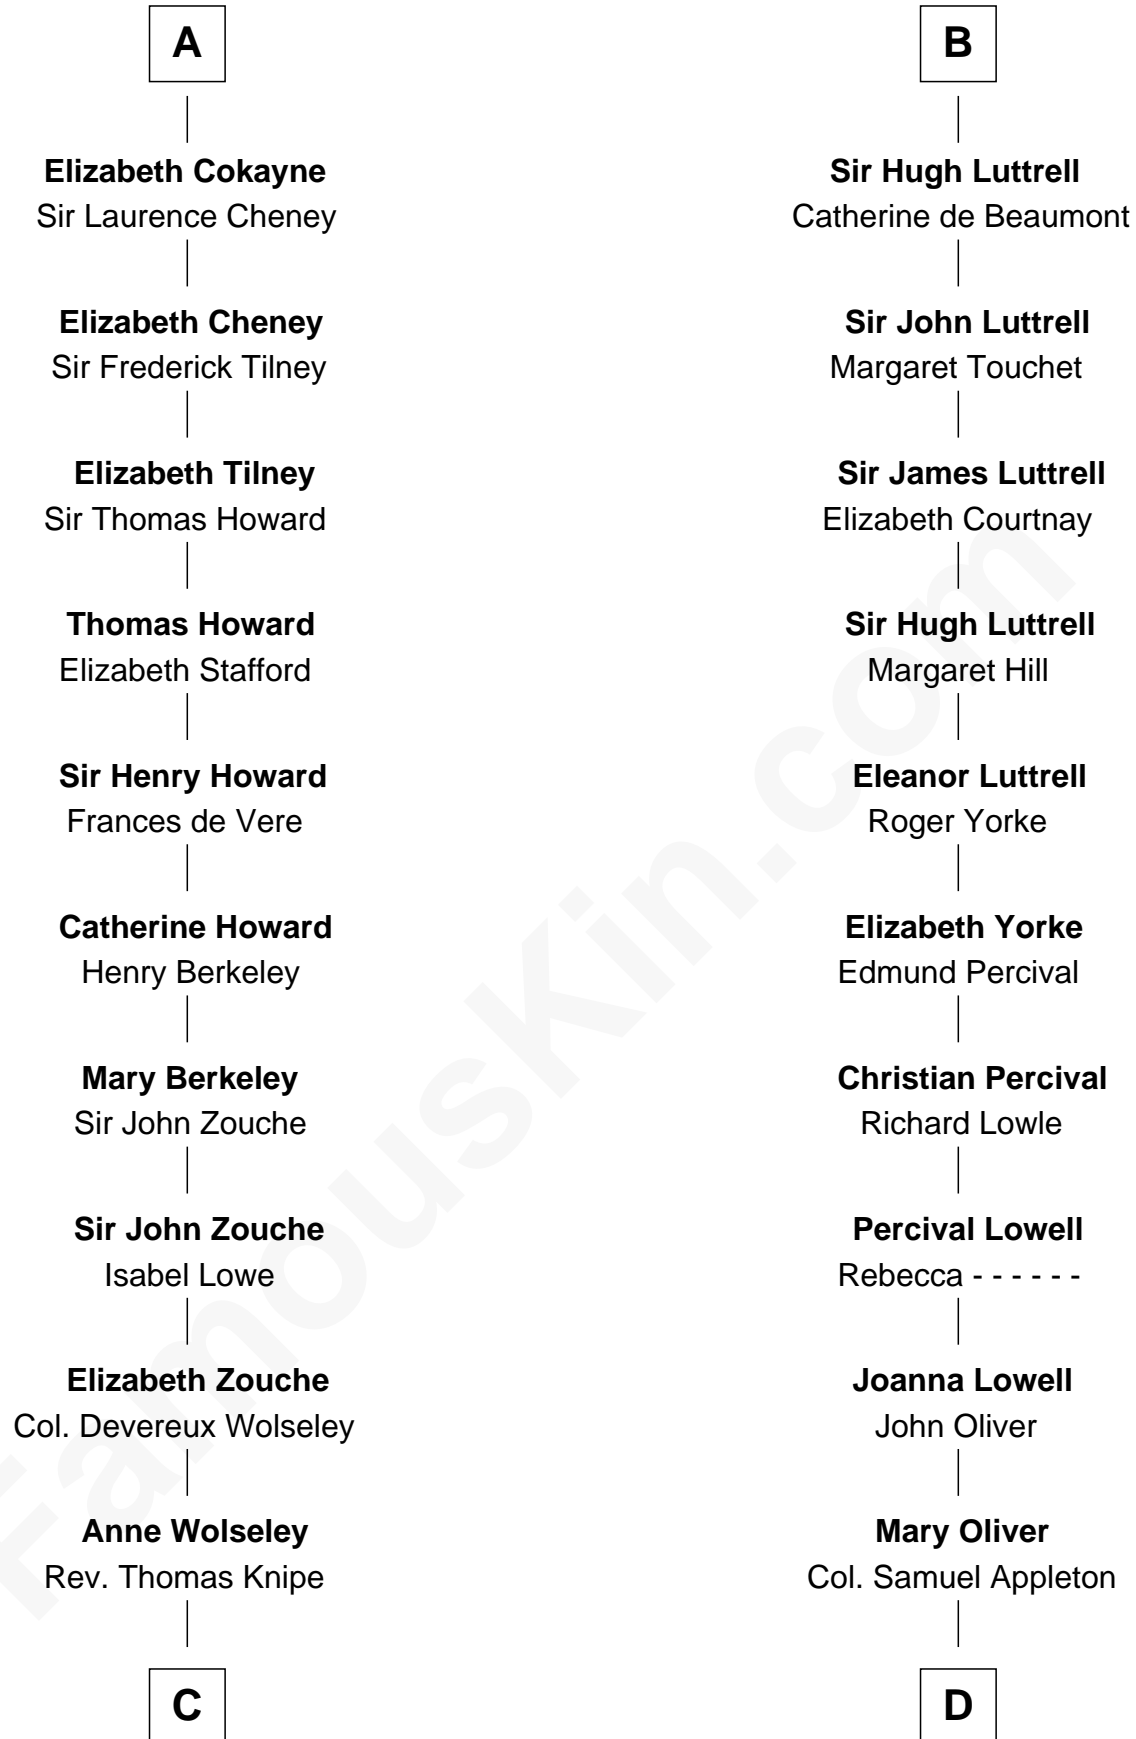 A
Elizabeth Cokayne
Sir Laurence Cheney
Elizabeth Cheney
Sir Frederick Tilney
Elizabeth Tilney
Sir Thomas Howard
Thomas Howard
Elizabeth Stafford
Sir Henry Howard
Frances de Vere
Catherine Howard
Henry Berkeley
Mary Berkeley
Sir John Zouche
Sir John Zouche
Isabel Lowe
Elizabeth Zouche
Col. Devereux Wolseley
Anne Wolseley
Rev. Thomas Knipe
C
B
Sir Hugh Luttrell
Catherine de Beaumont
Sir John Luttrell
Margaret Touchet
Sir James Luttrell
Elizabeth Courtnay
Sir Hugh Luttrell
Margaret Hill
Eleanor Luttrell
Roger Yorke
Elizabeth Yorke
Edmund Percival
Christian Percival
Richard Lowle
Percival Lowell
Rebecca - - - - - -
Joanna Lowell
John Oliver
Mary Oliver
Col. Samuel Appleton
D
FamousKin.com